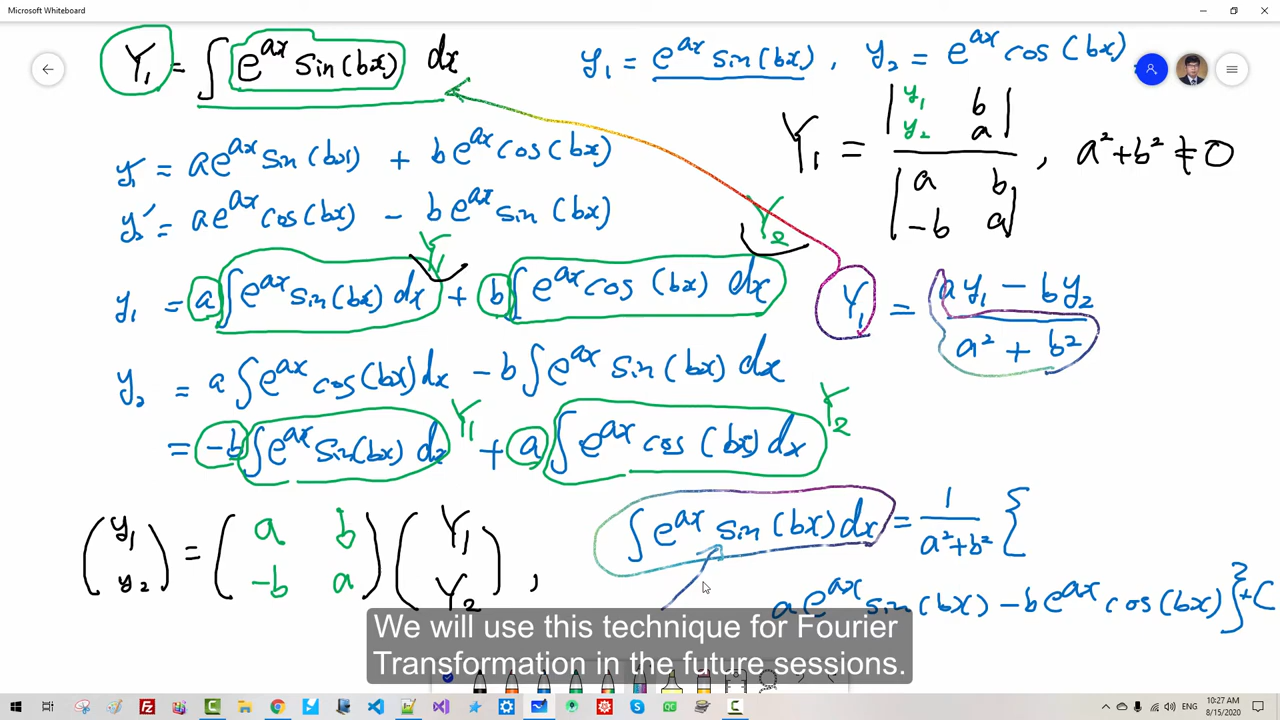 Microsoft Whiteboard
Y₁ = ∫ e^{ax} sin(bx) dx
y₁ = e^{ax} sin(bx), y₂ = e^{ax} cos(bx)
Y₁ = |y₁ b; y₂ a| / |a b; -b a|, a² + b² ≠ 0
y₁' = ae^{ax} sin(bx) + be^{ax} cos(bx)
y₂' = ae^{ax} cos(bx) - be^{ax} sin(bx)
Y₁ Y₂
y₁ = a ∫ e^{ax} sin(bx) dx + b ∫ e^{ax} cos(bx) dx
Y₁ = (ay₁ - by₂) / (a² + b²)
y₂ = a ∫ e^{ax} cos(bx) dx - b ∫ e^{ax} sin(bx) dx
Y₁ Y₂
= -b ∫ e^{ax} sin(bx) dx + a ∫ e^{ax} cos(bx) dx
(y₁; y₂) = (a b; -b a) (Y₁; Y₂),
∫ e^{ax} sin(bx) dx = 1/(a²+b²) {
ae^{ax} sin(bx) - be^{ax} cos(bx) } + C
We will use this technique for Fourier
Transformation in the future sessions.
ENG
10:27 AM
8/15/2020